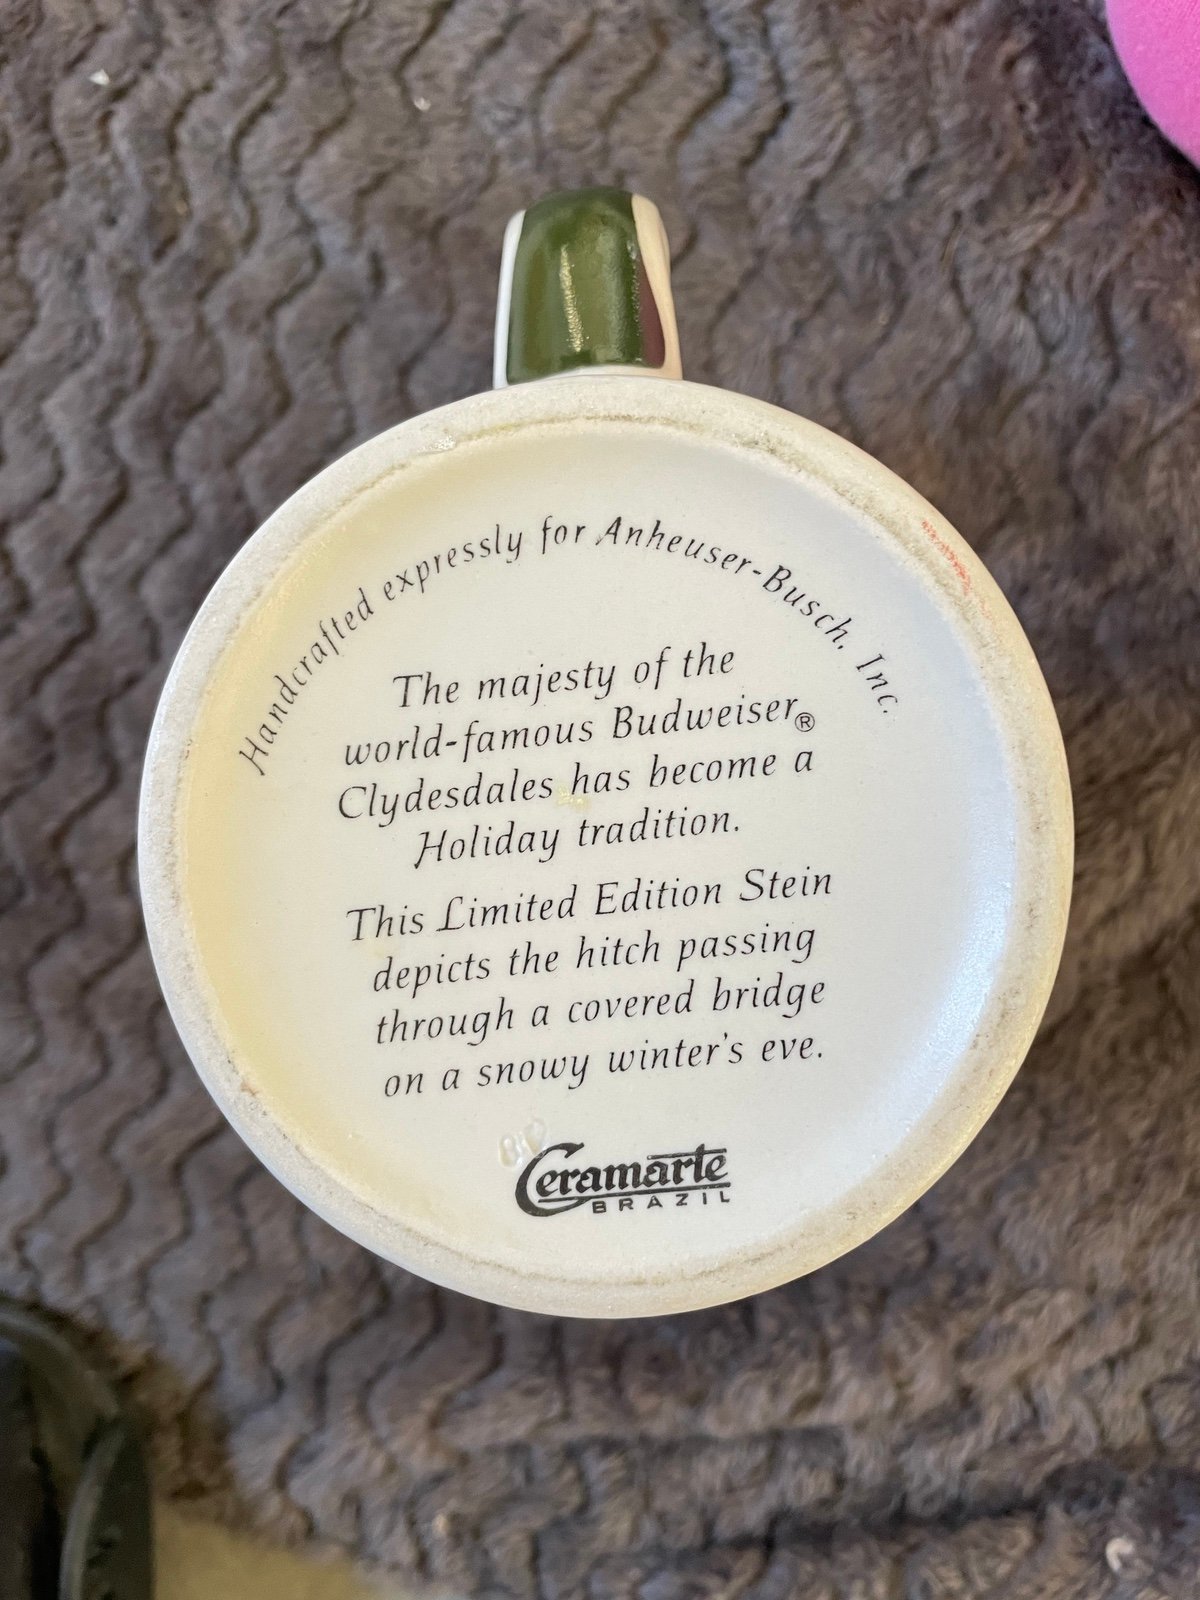 Handcrafted expressly for Anheuser-Busch, Inc.
The majesty of the
world-famous Budweiser®
Clydesdales has become a
Holiday tradition.
This Limited Edition Stein
depicts the hitch passing
through a covered bridge
on a snowy winter's eve.
Ceramarte
BRAZIL